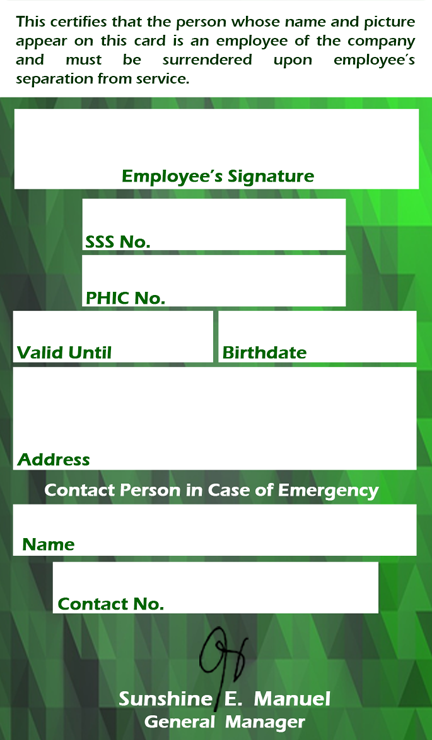 This certifies that the person whose name and picture
appear on this card is an employee of the company
and must be surrendered upon employee's
separation from service.
Employee's Signature
SSS No.
PHIC No.
Valid Until
Birthdate
Address
Contact Person in Case of Emergency
Name
Contact No.
Sunshine E. Manuel
General Manager